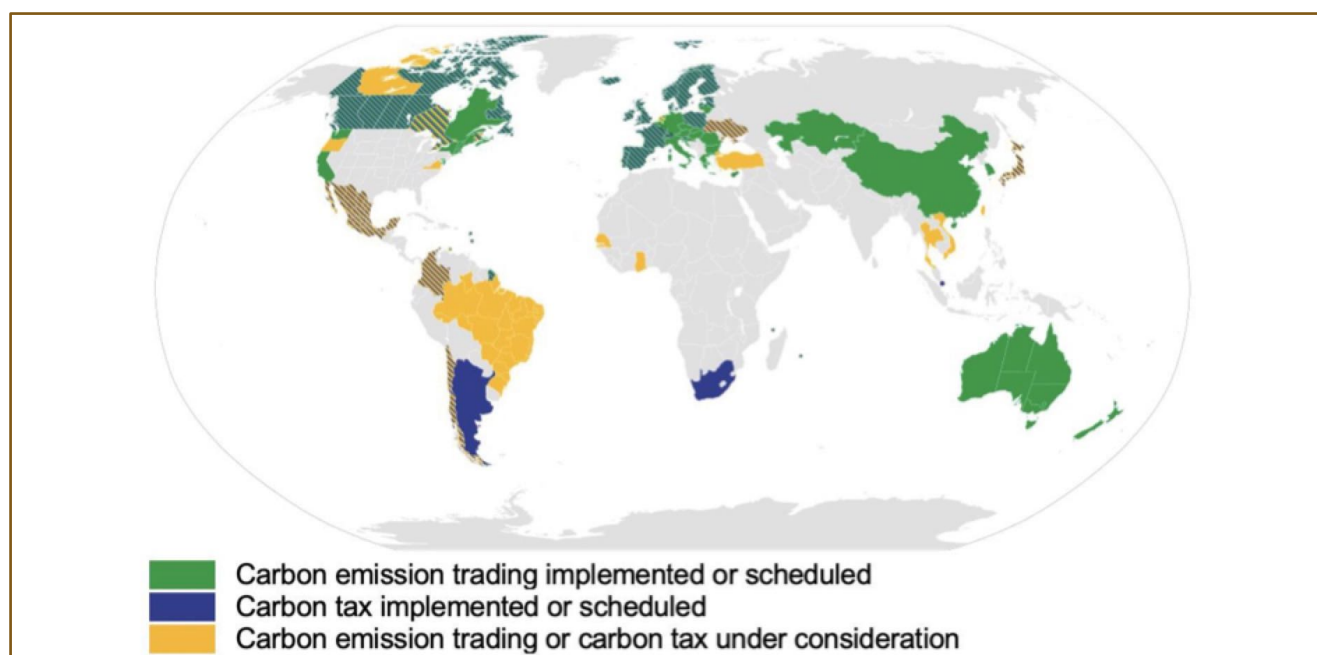 Carbon emission trading implemented or scheduled
Carbon tax implemented or scheduled
Carbon emission trading or carbon tax under consideration